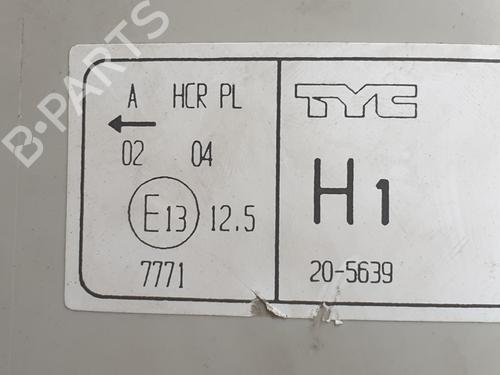 A HCR PL
02 04
E13 12.5
7771
TYC
H1
20-5639
B-PARTS